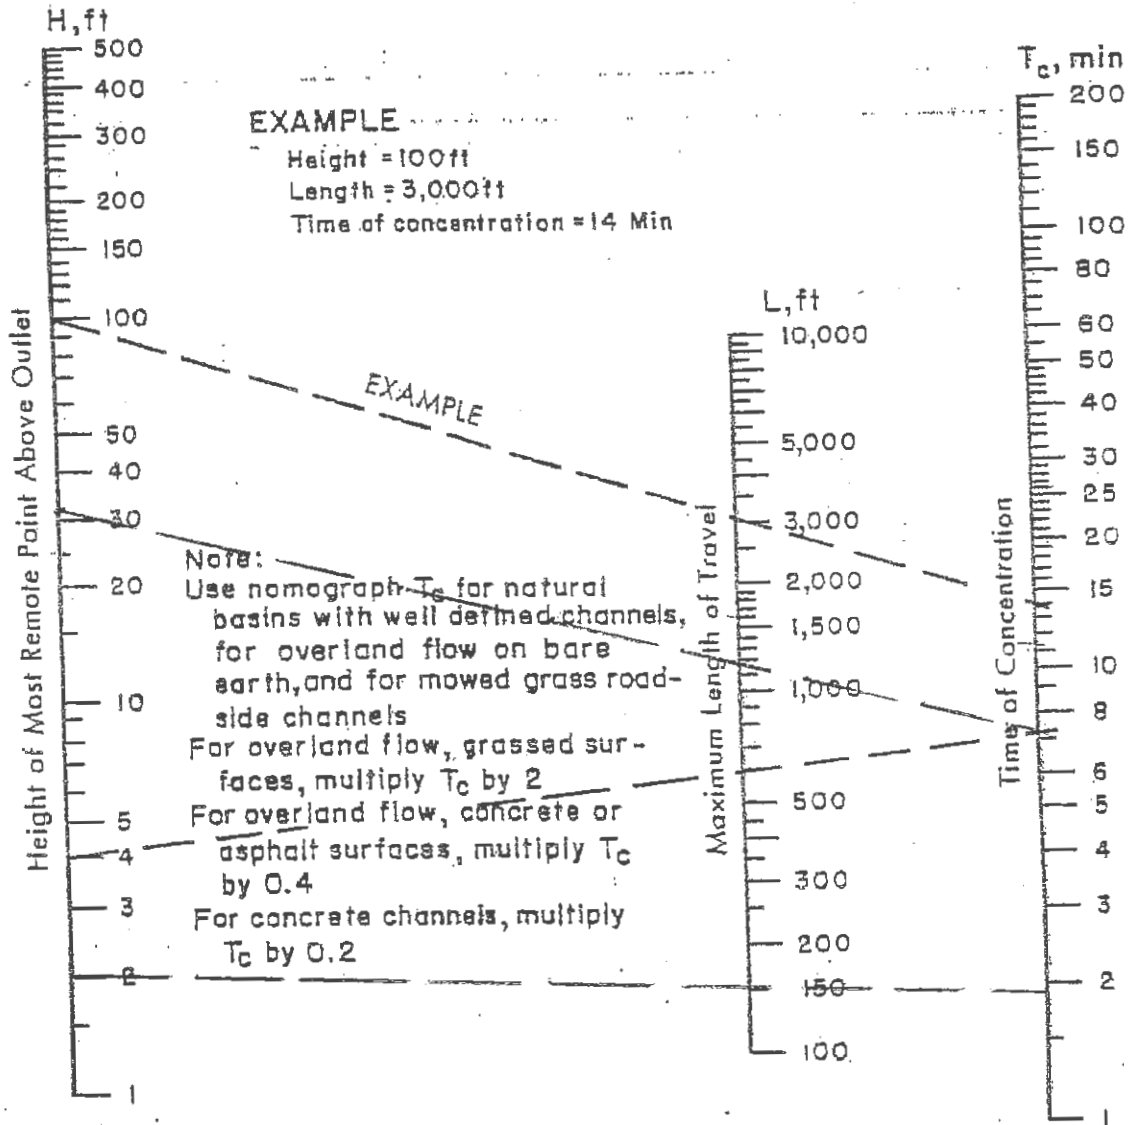 H,ft
500
400
300
200
150
100
50
40
30
20
10
5
4
3
2
1
Height of Most Remote Point Above Outlet
EXAMPLE
Height = 100ft
Length = 3,000ft
Time of concentration = 14 Min
EXAMPLE
Note:
Use nomograph Tc for natural
basins with well defined channels,
for overland flow on bare
earth, and for mowed grass road-
side channels
For overland flow, grassed sur-
faces, multiply Tc by 2
For overland flow, concrete or
asphalt surfaces, multiply Tc
by 0.4
For concrete channels, multiply
Tc by 0.2
L,ft
10,000
5,000
3,000
2,000
1,500
1,000
500
300
200
150
100
Maximum Length of Travel
Tc, min
200
150
100
80
60
50
40
30
25
20
15
10
8
6
5
4
3
2
1
Time of Concentration